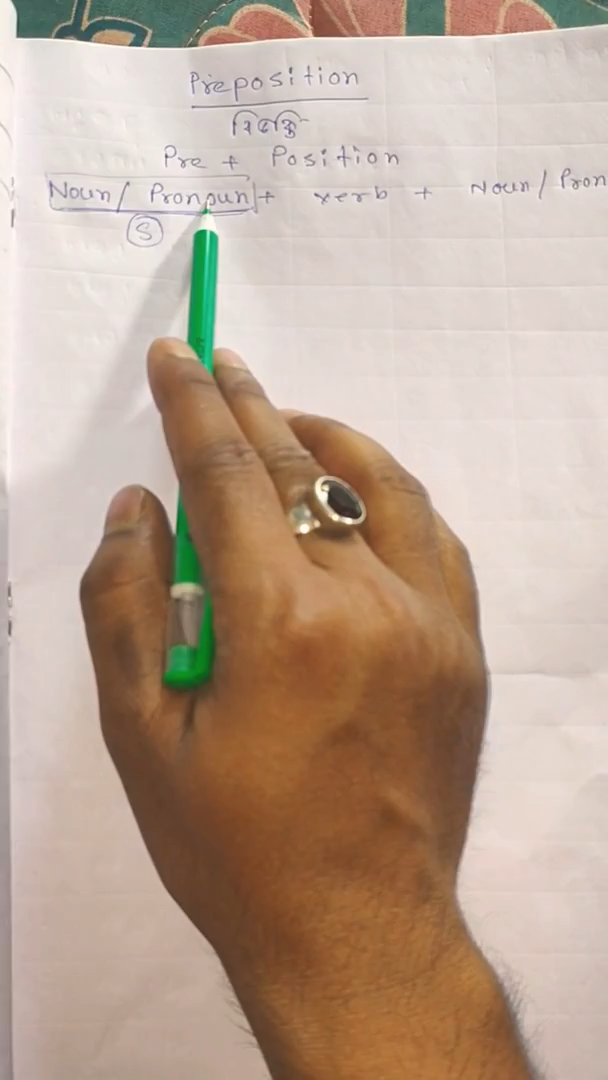 Preposition
বিভক্তি
Pre + Position
Noun / Pronoun + verb + Noun / Pron
S